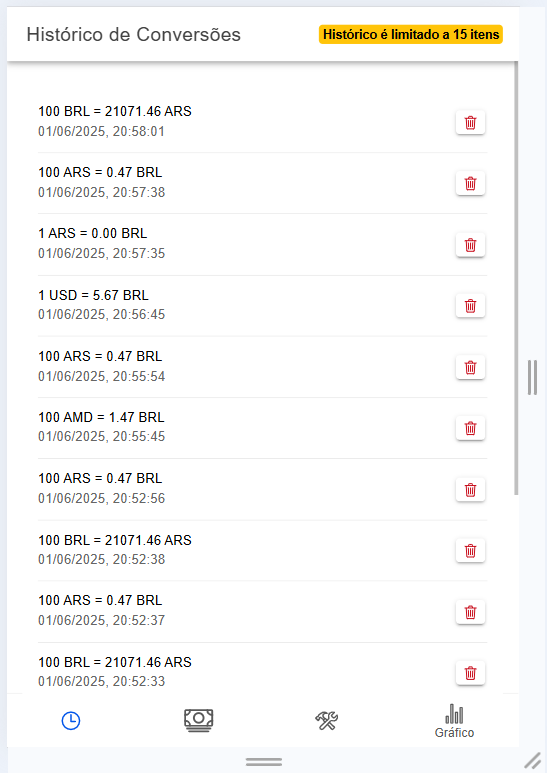 Histórico de Conversões
Histórico é limitado a 15 itens
100 BRL = 21071.46 ARS
01/06/2025, 20:58:01
100 ARS = 0.47 BRL
01/06/2025, 20:57:38
1 ARS = 0.00 BRL
01/06/2025, 20:57:35
1 USD = 5.67 BRL
01/06/2025, 20:56:45
100 ARS = 0.47 BRL
01/06/2025, 20:55:54
100 AMD = 1.47 BRL
01/06/2025, 20:55:45
100 ARS = 0.47 BRL
01/06/2025, 20:52:56
100 BRL = 21071.46 ARS
01/06/2025, 20:52:38
100 ARS = 0.47 BRL
01/06/2025, 20:52:37
100 BRL = 21071.46 ARS
01/06/2025, 20:52:33
Gráfico